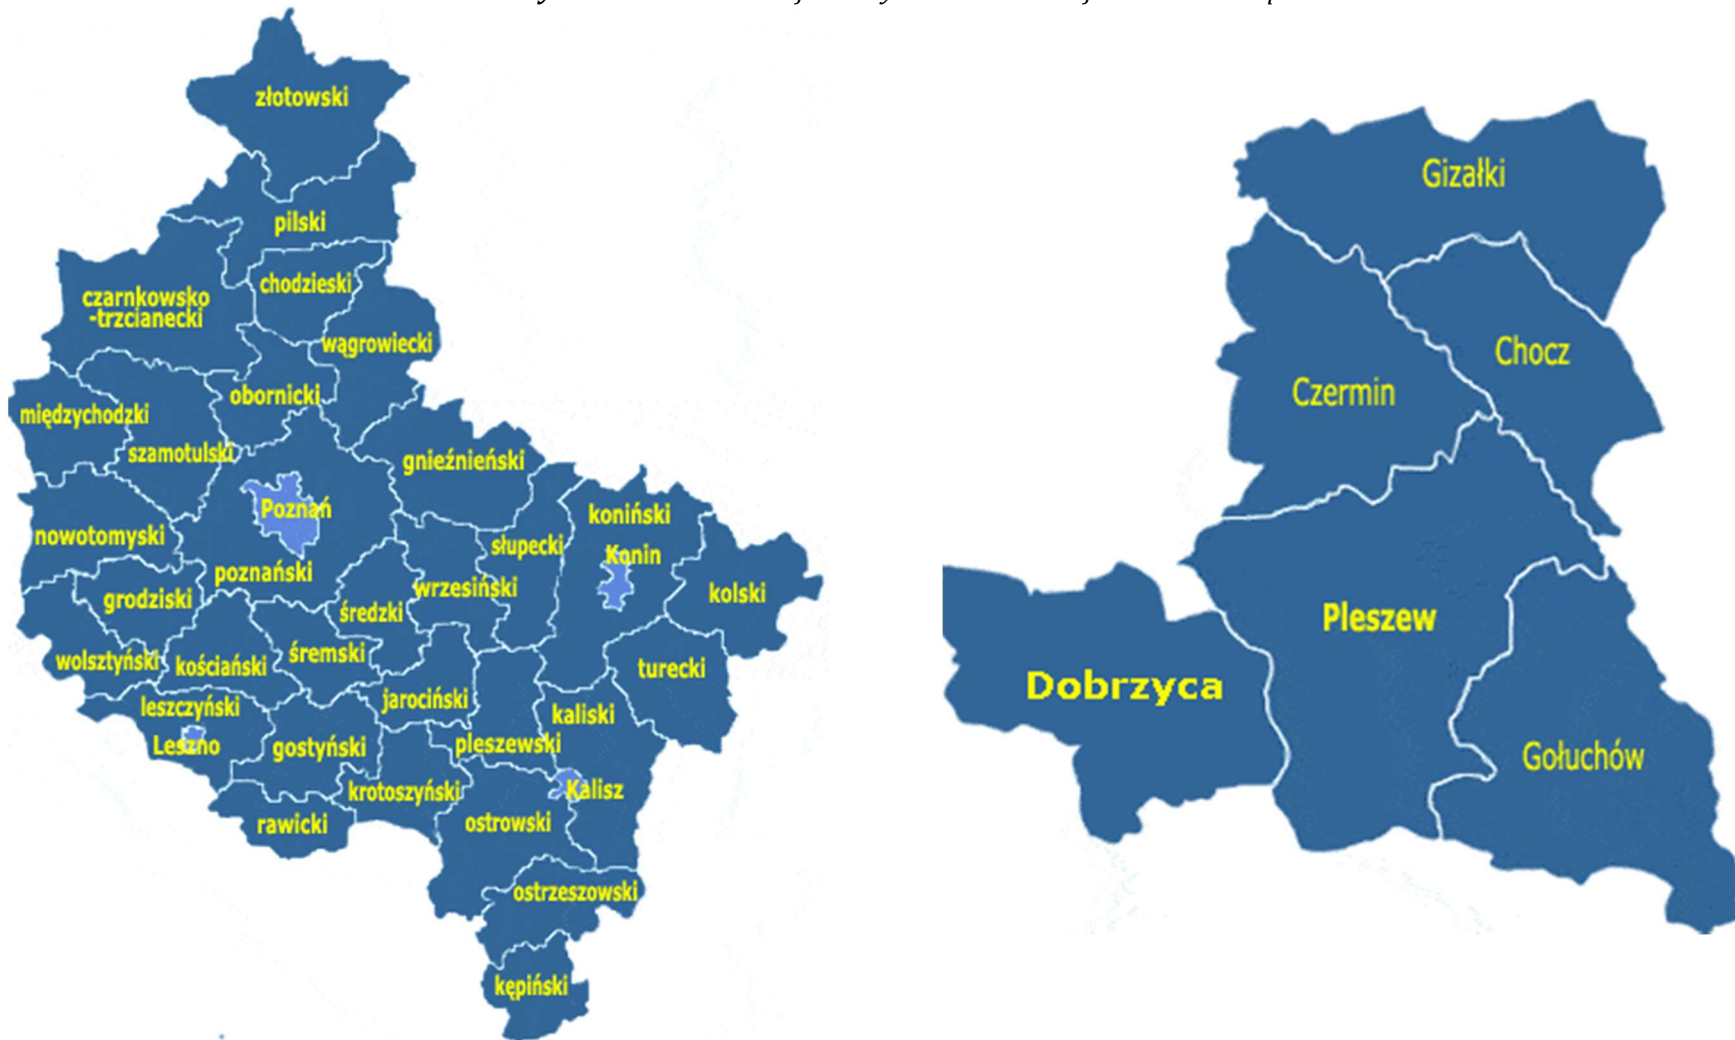 złotowski
pilski
chodzieski
czarnkowsko
-trzcianecki
wągrowiecki
obornicki
międzychodzki
szamotulski
gnieźnieński
Poznań
koniński
nowotomyski
słupecki
Konin
poznański
wrzesiński
kolski
grodziski
średzki
wolsztyński
kościański
śremski
turecki
leszczyński
jarociński
kaliski
Leszno
gostyński
pleszewski
krotoszyński
Kalisz
rawicki
ostrowski
ostrzeszowski
kępiński
Gizałki
Chocz
Czermin
Pleszew
Dobrzyca
Gołuchów